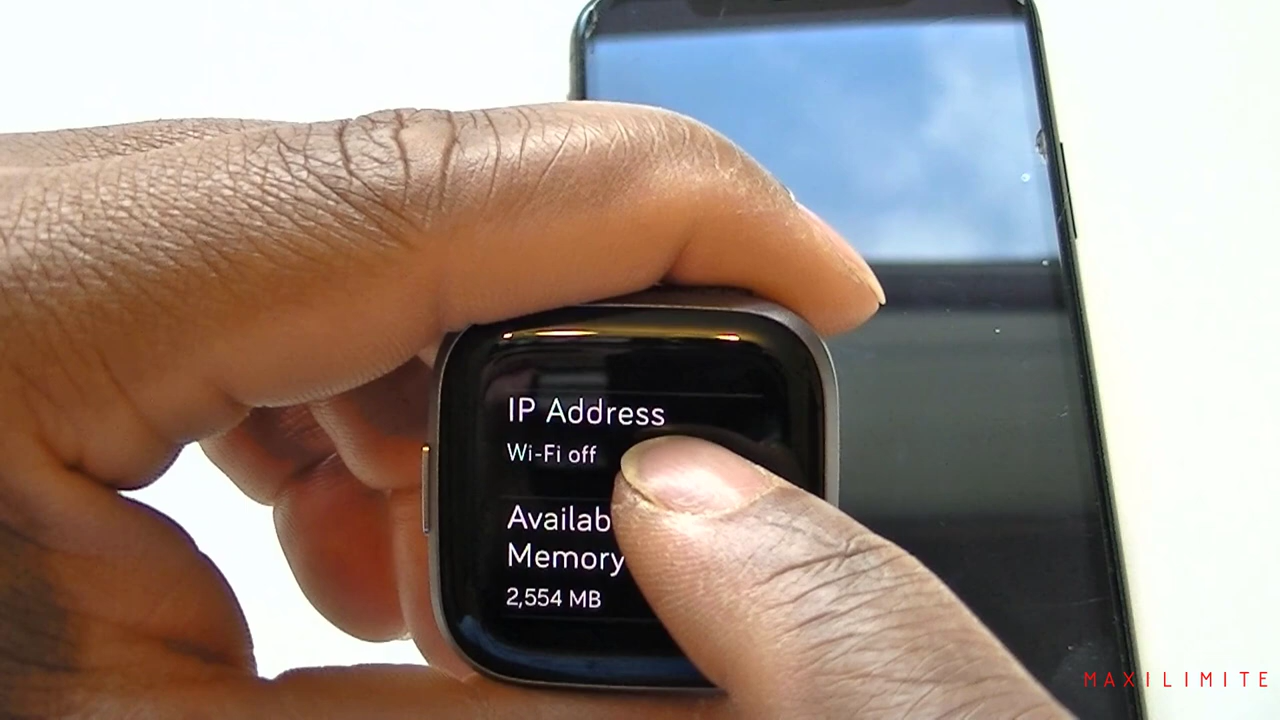 IP Address
Wi-Fi off
Availab
Memory
2,554 MB
MAXILIMITE